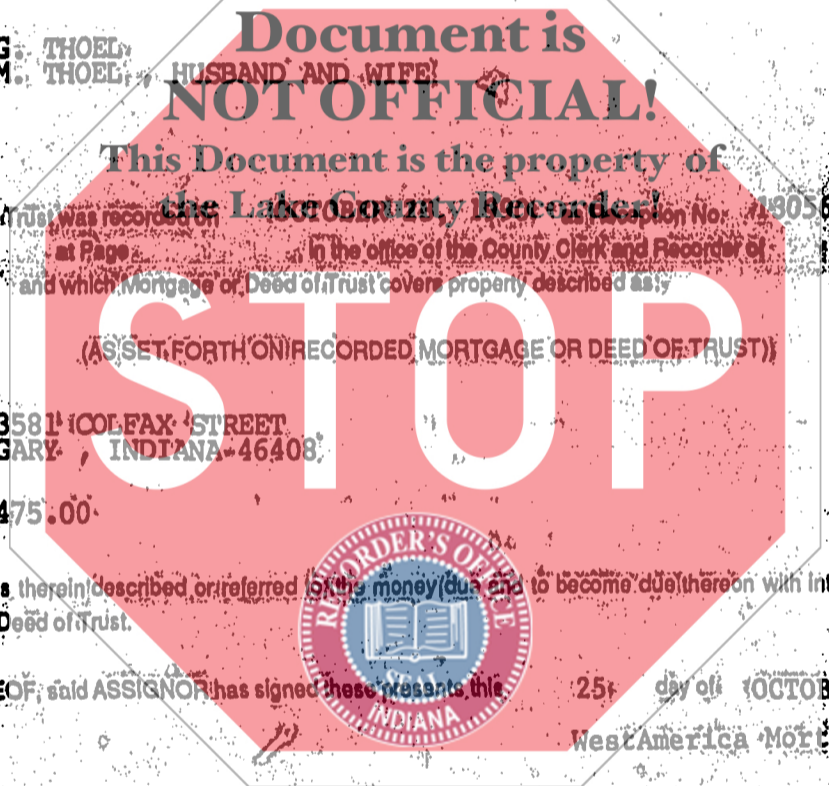 Document is
G. THOEL
M. THOEL, HUSBAND AND WIFE
NOT OFFICIAL!
This Document is the property of
the Lake County Recorder!
Trust was recorded on OCTOBER No.
at Page in the office of the County Clerk and Recorder of
and which Mortgage or Deed of Trust covers property described as:
STOP
(AS SET FORTH ON RECORDED MORTGAGE OR DEED OF TRUST)
3581 COLFAX STREET
GARY , INDIANA 46408
475.00
RECORDER'S OFFICE
therein described or referred to the money due to become due thereon with
Deed of Trust.
SEAL
EOF, said ASSIGNOR has signed these presents, this 25 day of OCTOB
INDIANA
WestAmerica Mort